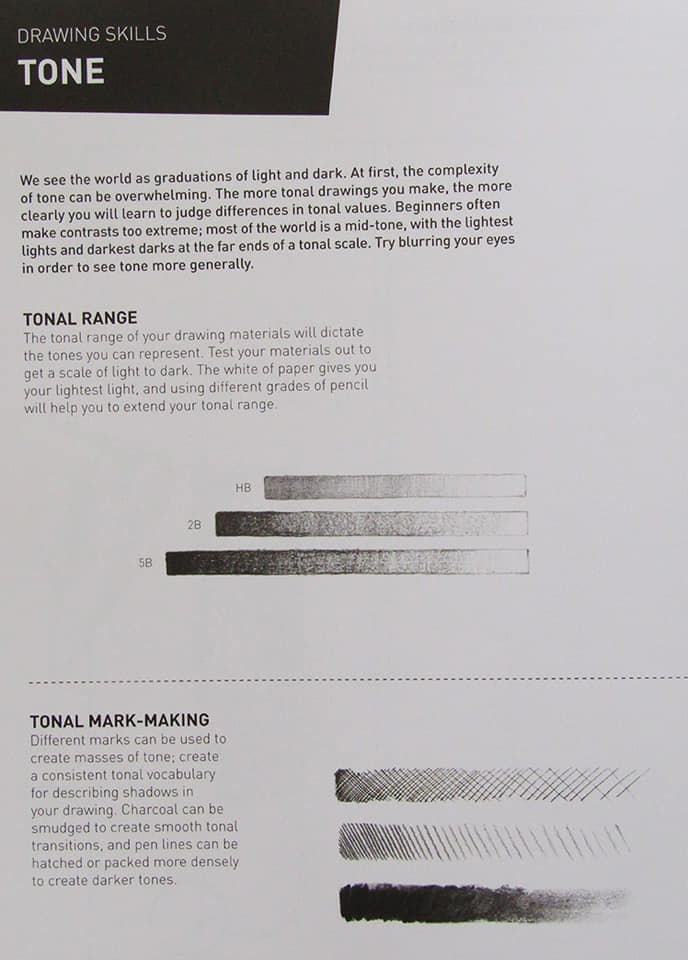 DRAWING SKILLS
TONE
We see the world as graduations of light and dark. At first, the complexity
of tone can be overwhelming. The more tonal drawings you make, the more
clearly you will learn to judge differences in tonal values. Beginners often
make contrasts too extreme; most of the world is a mid-tone, with the lightest
lights and darkest darks at the far ends of a tonal scale. Try blurring your eyes
in order to see tone more generally.
TONAL RANGE
The tonal range of your drawing materials will dictate
the tones you can represent. Test your materials out to
get a scale of light to dark. The white of paper gives you
your lightest light, and using different grades of pencil
will help you to extend your tonal range.
HB
2B
5B
TONAL MARK-MAKING
Different marks can be used to
create masses of tone; create
a consistent tonal vocabulary
for describing shadows in
your drawing. Charcoal can be
smudged to create smooth tonal
transitions, and pen lines can be
hatched or packed more densely
to create darker tones.